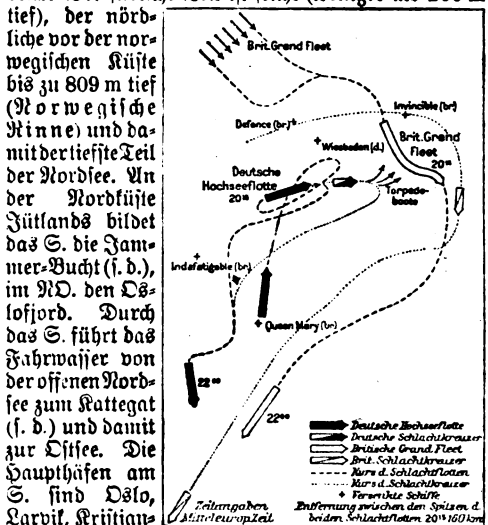 tief), der nörd-
liche vor der nor-
wegischen Küste
bis zu 809 m tief
(Norwegische
Rinne) und da-
mit der tiefste Teil
der Nordsee. An
der Nordküste
Jütlands bildet
das S. die Jam-
mer-Bucht (s. d.),
im NO. den Os-
lofjord. Durch
das S. führt das
Fahrwasser von
der offenen Nord-
see zum Kattegat
(s. d.) und damit
zur Ostsee. Die
Haupthäfen am
S. sind Oslo,
Larvik, Kristian-
Brit. Grand Fleet
Invincible (br.)
Defence (br.)
Brit. Grand
Fleet
20¹⁵
Wiesbaden (d.)
Deutsche
Hochseeflotte
20¹⁵
Torpedo-
boote
Indefatigable (br.)
Queen Mary (br.)
22⁰⁰
22⁰⁰
Deutsche Hochseeflotte
Deutsche Schlachtkreuzer
Britische Grand Fleet
Brit. Schlachtkreuzer
Kurs d. Schlachtflotten
Kurs d. Schlachtkreuzer
Versenkte Schiffe
Zeitangaben
Mitteleurop. Zeit
Entfernung zwischen den Spitzen d.
beiden Schlachtflotten 20¹⁵ 160 km